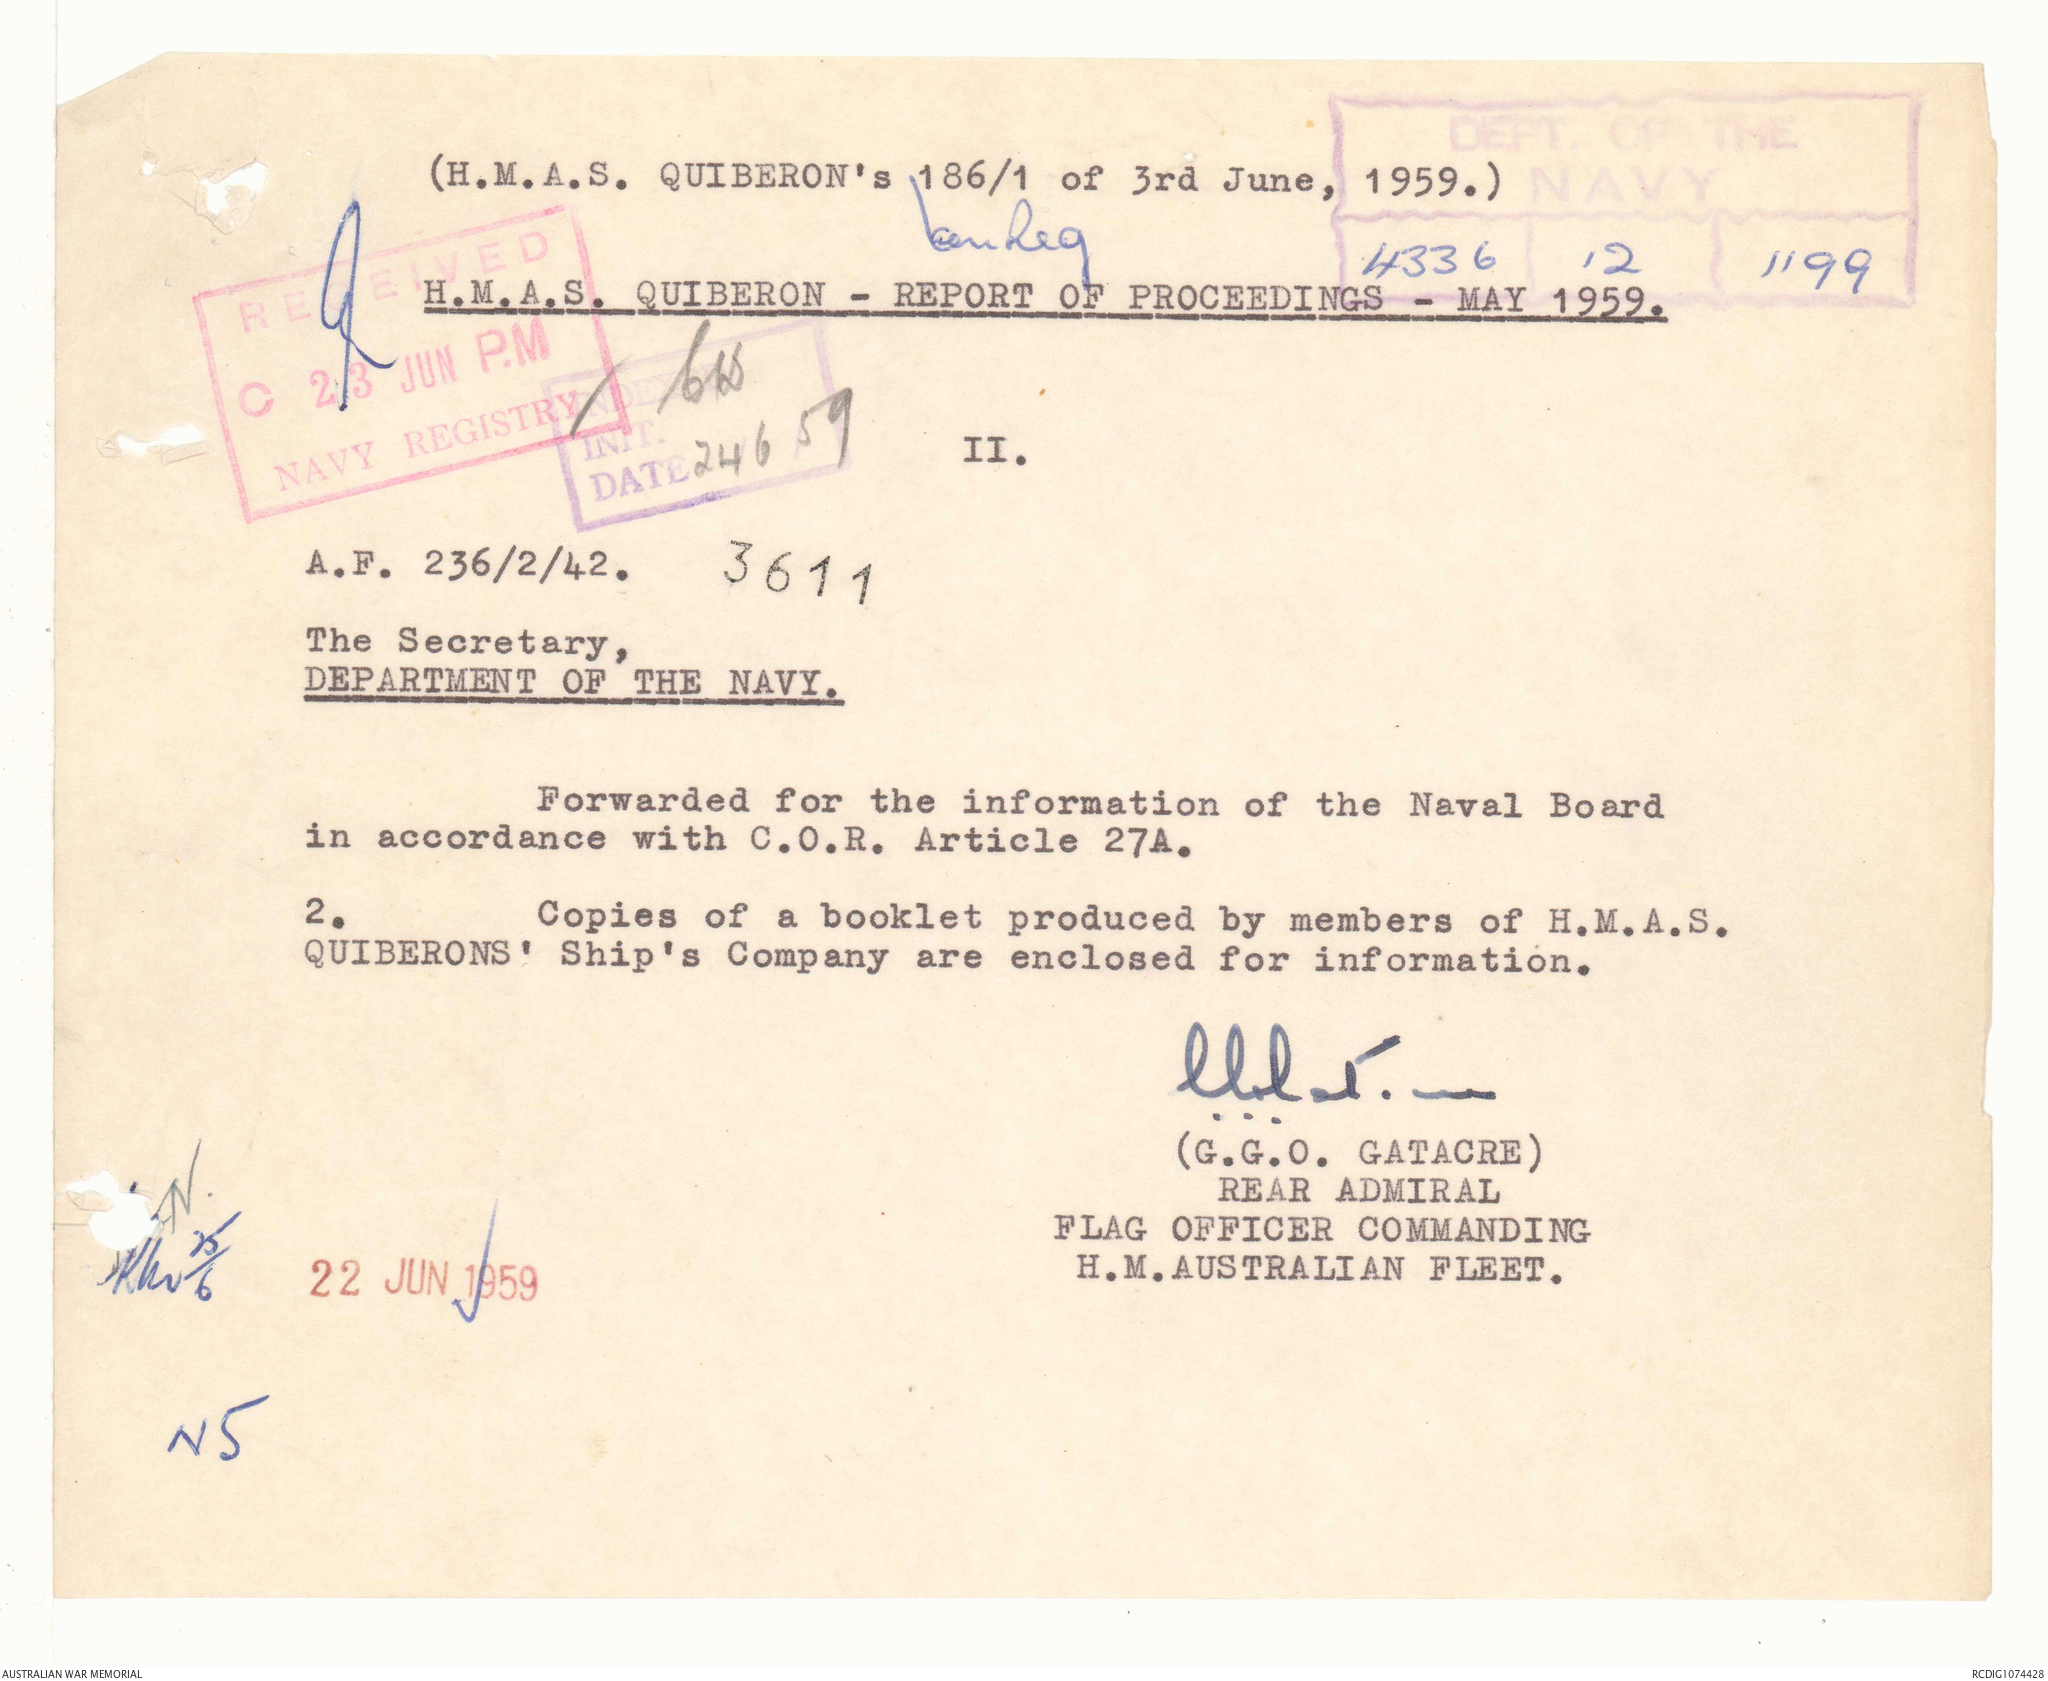 DEPT. OF THE
NAVY
4336 12 1199
(H.M.A.S. QUIBERON's 186/1 of 3rd June, 1959.)
H.M.A.S. QUIBERON - REPORT OF PROCEEDINGS - MAY 1959.
RECEIVED
C 23 JUN P.M
NAVY REGISTRY
INDEX
INIT.
DATE 24 6 59
II.
A.F. 236/2/42. 3611
The Secretary,
DEPARTMENT OF THE NAVY.
Forwarded for the information of the Naval Board
in accordance with C.O.R. Article 27A.
2. Copies of a booklet produced by members of H.M.A.S.
QUIBERONS' Ship's Company are enclosed for information.
(G.G.O. GATACRE)
REAR ADMIRAL
FLAG OFFICER COMMANDING
H.M.AUSTRALIAN FLEET.
25/6
22 JUN 1959
N5
AUSTRALIAN WAR MEMORIAL
RCDIG1074428